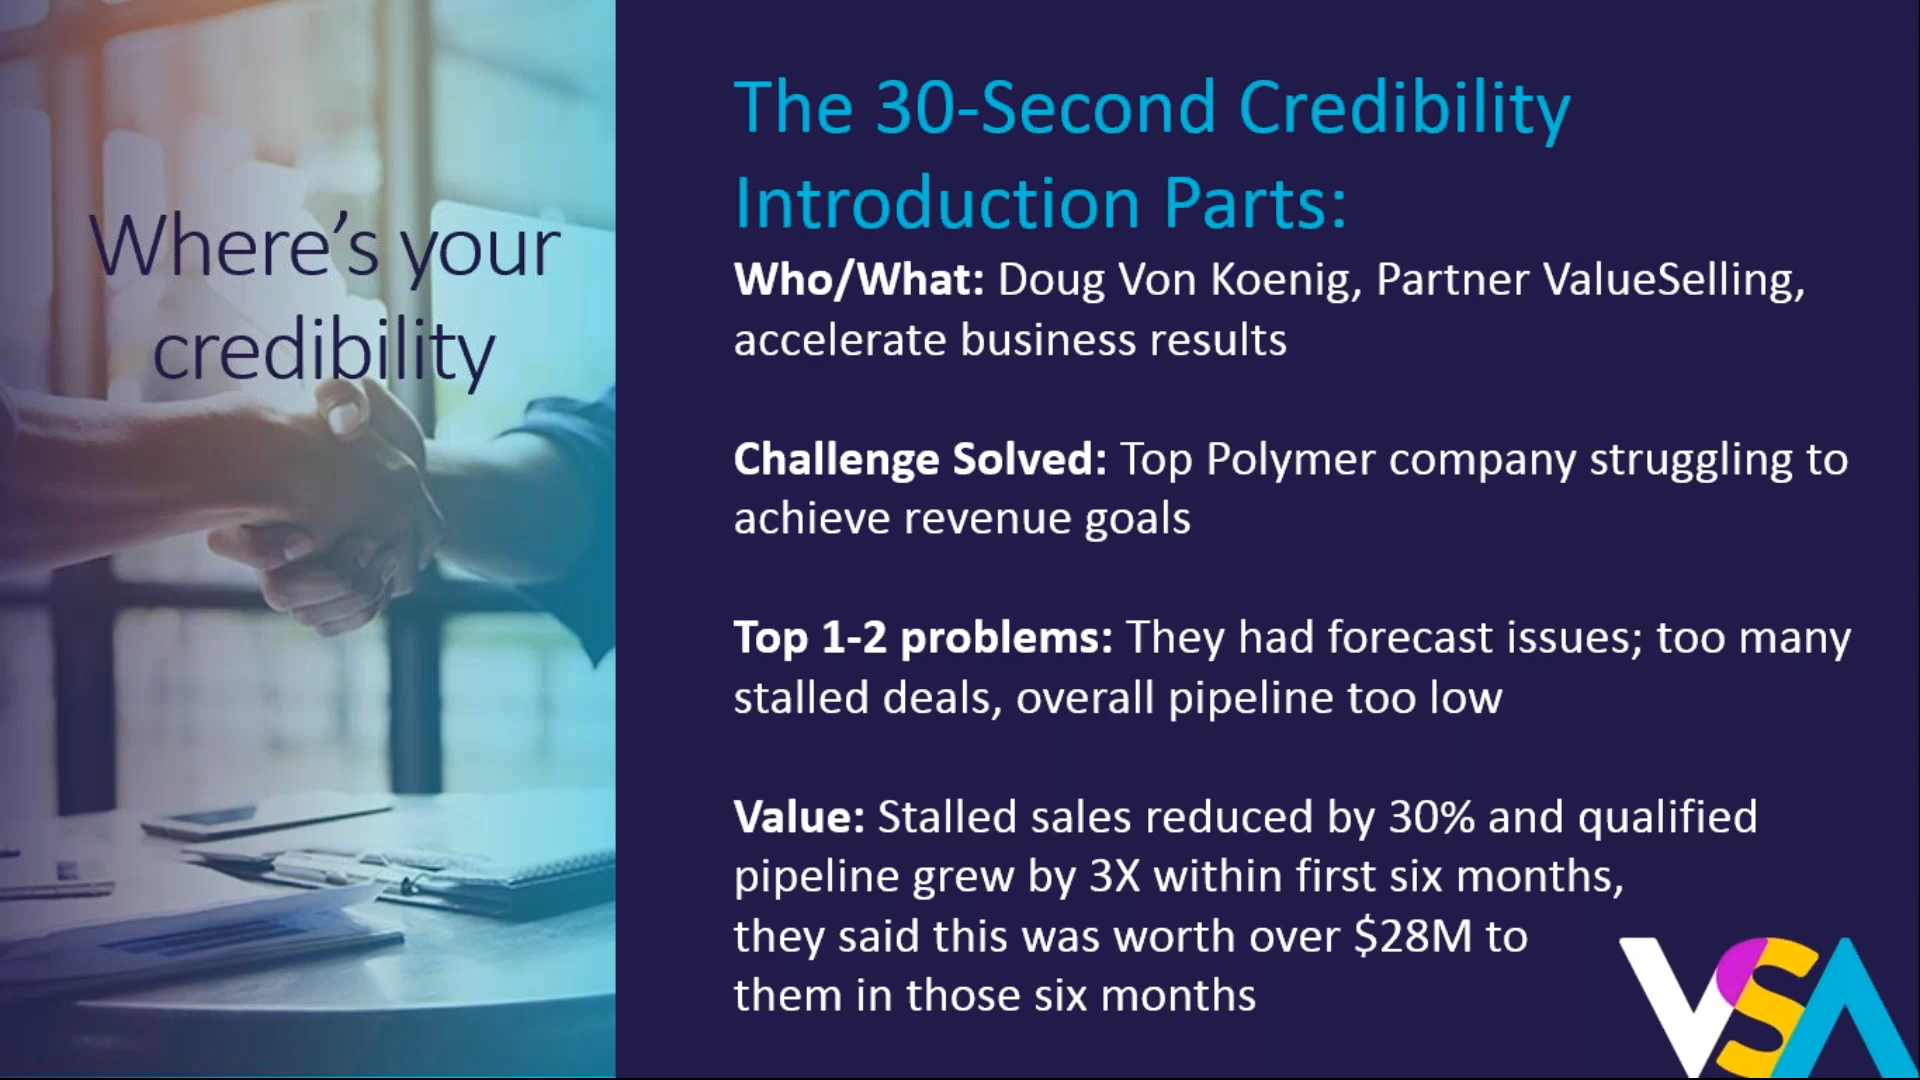 Where's your
credibility
The 30-Second Credibility
Introduction Parts:
Who/What: Doug Von Koenig, Partner ValueSelling,
accelerate business results
Challenge Solved: Top Polymer company struggling to
achieve revenue goals
Top 1-2 problems: They had forecast issues; too many
stalled deals, overall pipeline too low
Value: Stalled sales reduced by 30% and qualified
pipeline grew by 3X within first six months,
they said this was worth over $28M to
them in those six months
VSA